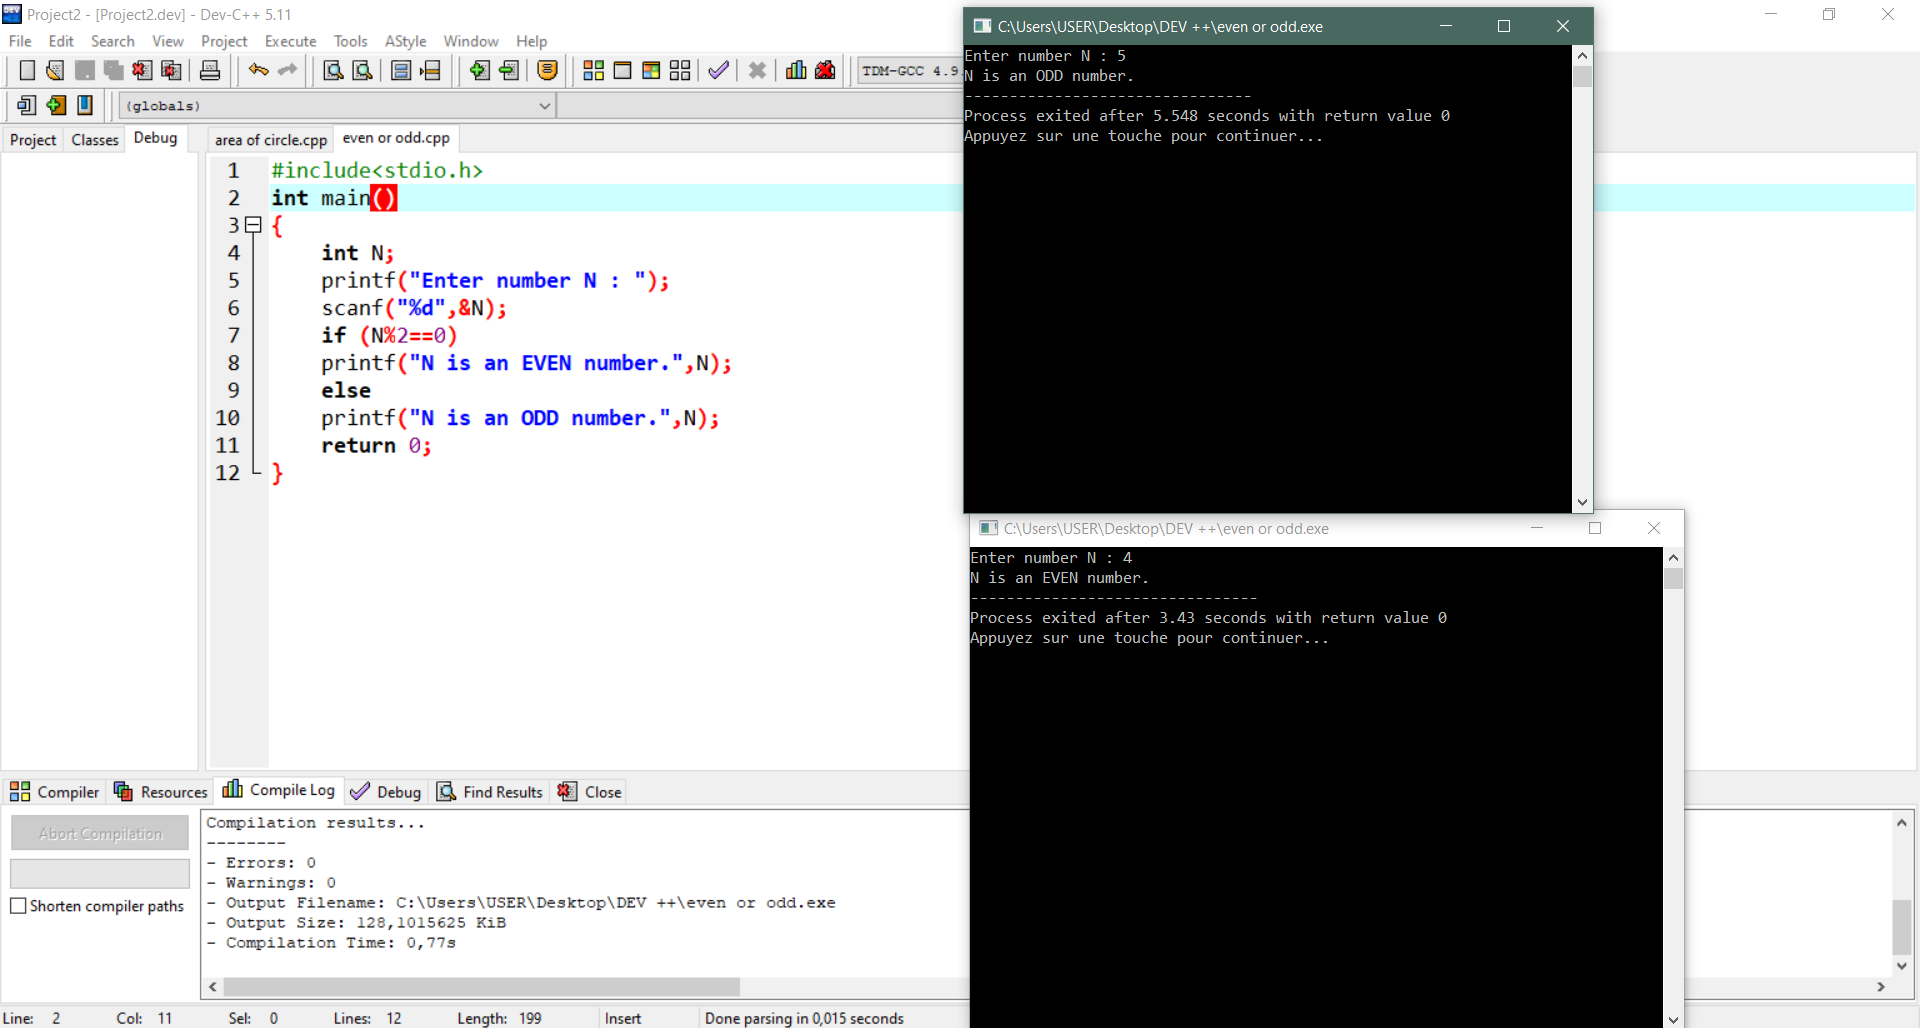 Project2 - [Project2.dev] - Dev-C++ 5.11
File Edit Search View Project Execute Tools AStyle Window Help
TDM-GCC 4.9.
(globals)
Project Classes Debug
area of circle.cpp even or odd.cpp
1 #include<stdio.h>
2 int main()
3 {
4 int N;
5 printf("Enter number N : ");
6 scanf("%d",&N);
7 if (N%2==0)
8 printf("N is an EVEN number.",N);
9 else
10 printf("N is an ODD number.",N);
11 return 0;
12 }
C:\Users\USER\Desktop\DEV ++\even or odd.exe
Enter number N : 5
N is an ODD number.
--------------------------------
Process exited after 5.548 seconds with return value 0
Appuyez sur une touche pour continuer...
C:\Users\USER\Desktop\DEV ++\even or odd.exe
Enter number N : 4
N is an EVEN number.
--------------------------------
Process exited after 3.43 seconds with return value 0
Appuyez sur une touche pour continuer...
Compiler Resources Compile Log Debug Find Results Close
Abort Compilation
Shorten compiler paths
Compilation results...
--------
- Errors: 0
- Warnings: 0
- Output Filename: C:\Users\USER\Desktop\DEV ++\even or odd.exe
- Output Size: 128,1015625 KiB
- Compilation Time: 0,77s
Line: 2 Col: 11 Sel: 0 Lines: 12 Length: 199 Insert Done parsing in 0,015 seconds